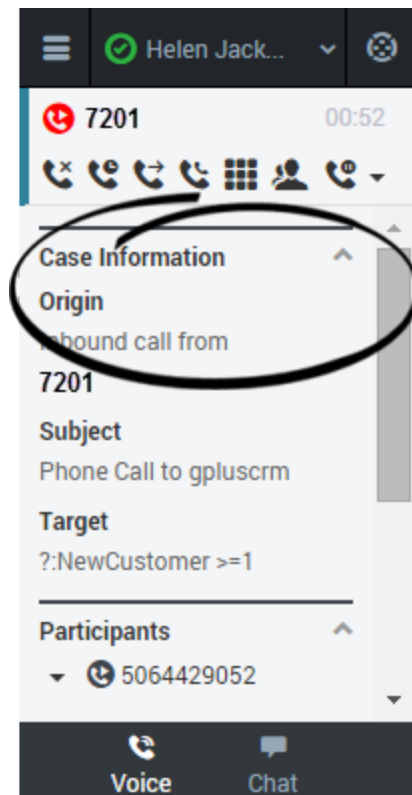 Helen Jack...
7201 00:52
Case Information
Origin
Inbound call from
7201
Subject
Phone Call to gpluscrm
Target
?:NewCustomer >=1
Participants
5064429052
Voice Chat